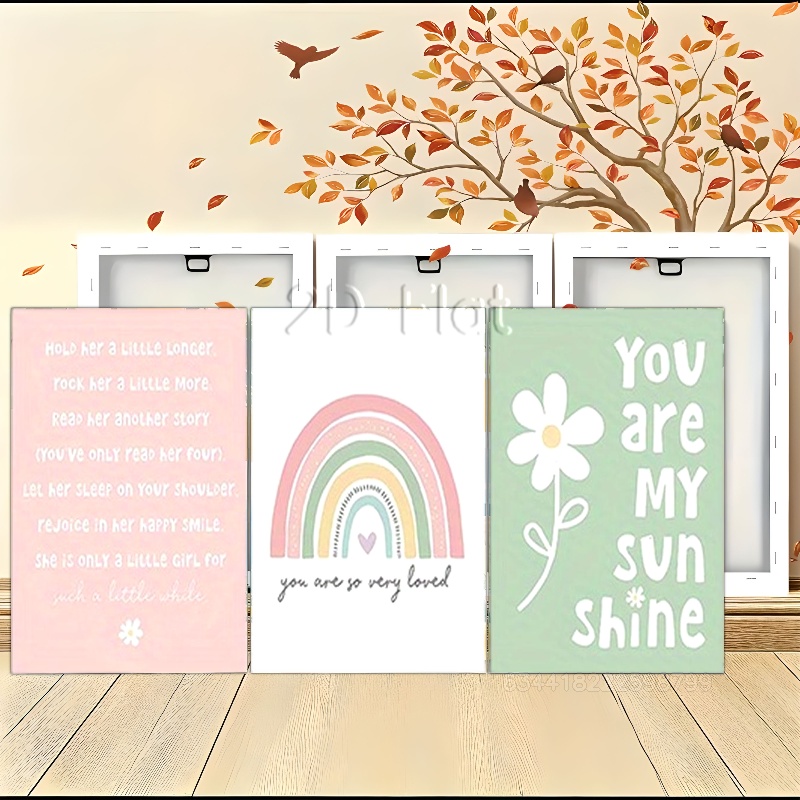 2D Flat
Hold her a little longer,
rock her a little more.
Read her another story
(You've only read her four).
Let her sleep on your shoulder,
rejoice in her happy smile.
She is only a little girl for
such a little while.
you are so very loved
You
are
MY
sun
shine